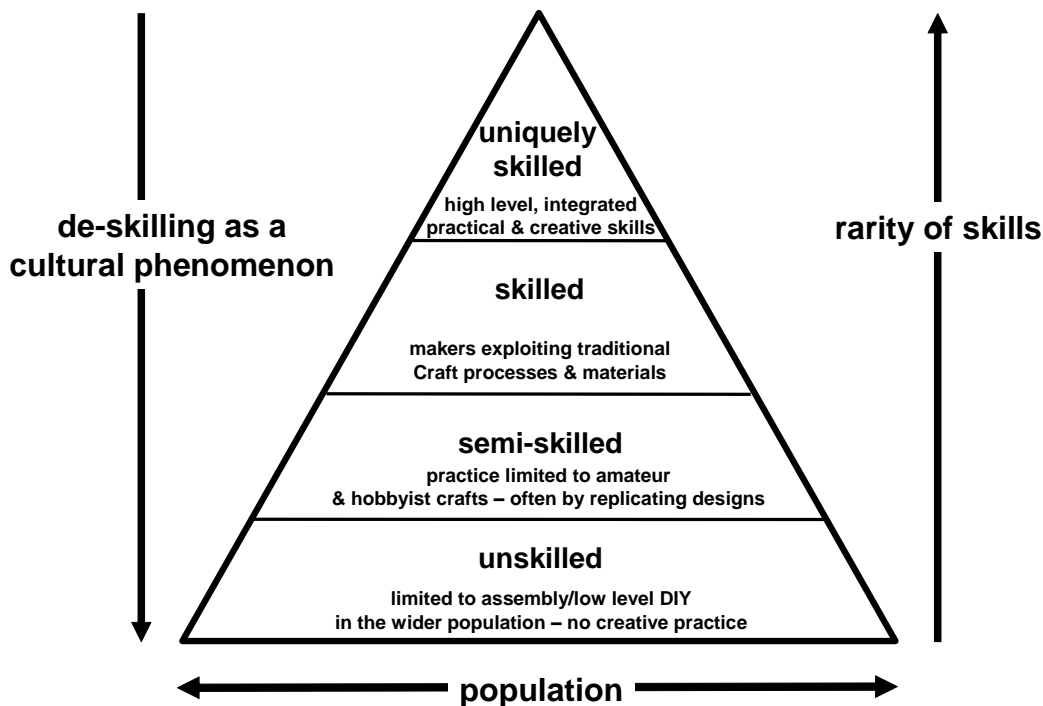 uniquely
skilled
high level, integrated
practical & creative skills
de-skilling as a
cultural phenomenon
rarity of skills
skilled
makers exploiting traditional
Craft processes & materials
semi-skilled
practice limited to amateur
& hobbyist crafts – often by replicating designs
unskilled
limited to assembly/low level DIY
in the wider population – no creative practice
population